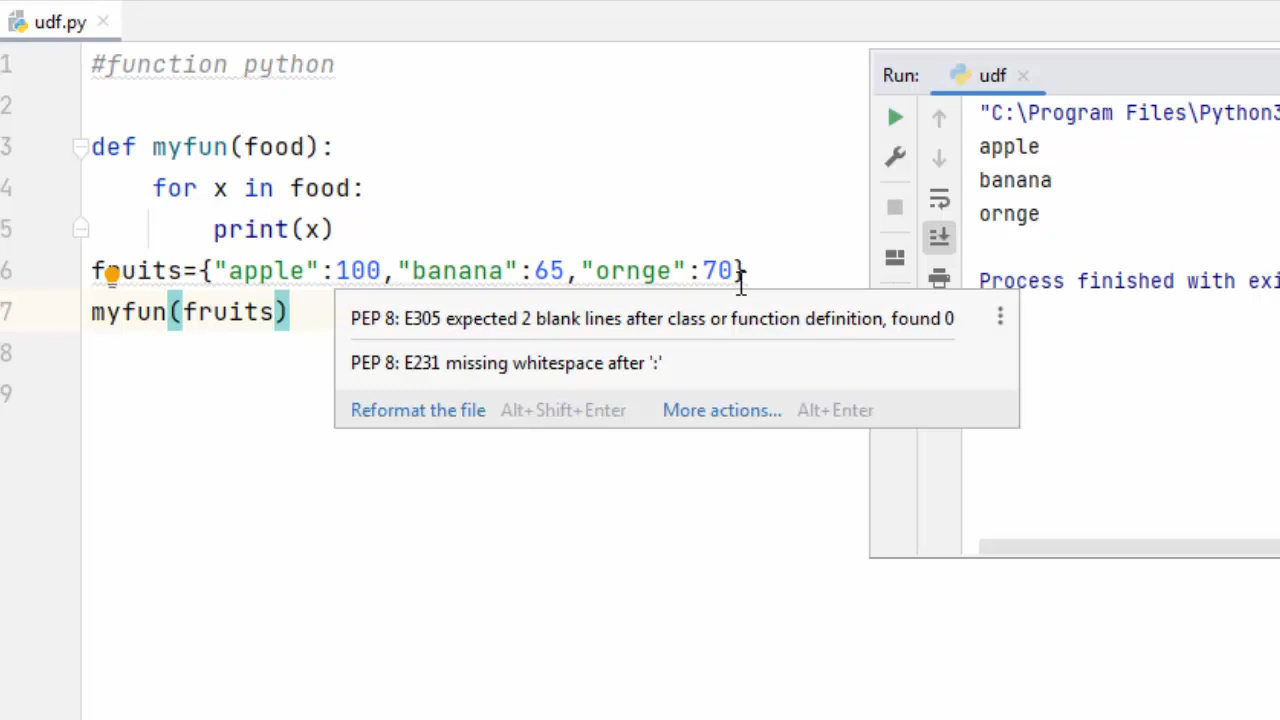 udf.py
1 #function python
2
3 def myfun(food):
4 for x in food:
5 print(x)
6 fruits={"apple":100,"banana":65,"ornge":70}
7 myfun(fruits)
8
9
PEP 8: E305 expected 2 blank lines after class or function definition, found 0
PEP 8: E231 missing whitespace after ':'
Reformat the file Alt+Shift+Enter More actions... Alt+Enter
Run: udf
"C:\Program Files\Python3
apple
banana
ornge
Process finished with exi